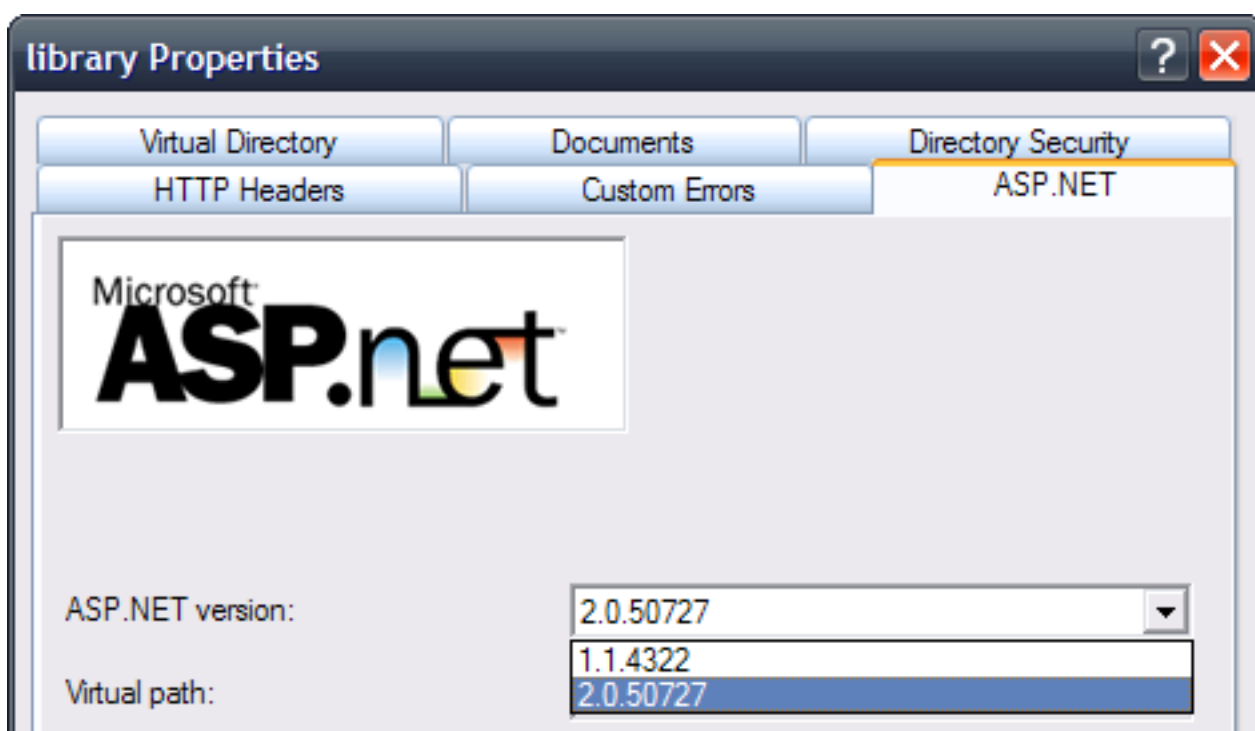 library Properties
?
Virtual Directory Documents Directory Security
HTTP Headers Custom Errors ASP.NET
Microsoft
ASP.net
ASP.NET version: 2.0.50727
1.1.4322
Virtual path: 2.0.50727